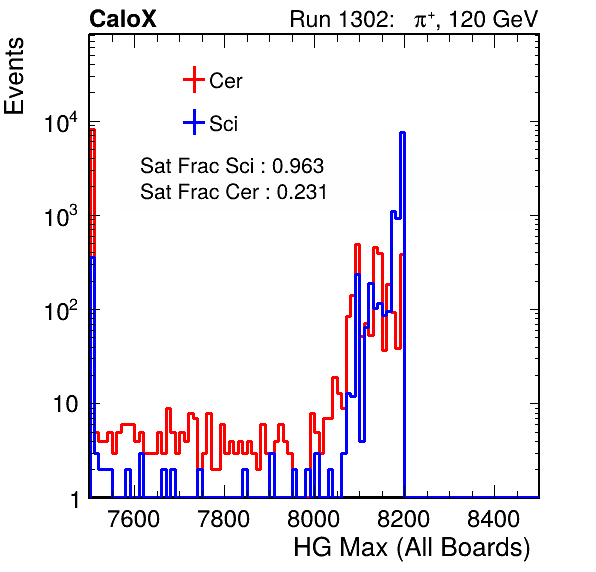 CaloX Run 1302: π⁺, 120 GeV
Events
Cer
Sci
Sat Frac Sci : 0.963
Sat Frac Cer : 0.231
10⁴
10³
10²
10
1
7600 7800 8000 8200 8400
HG Max (All Boards)